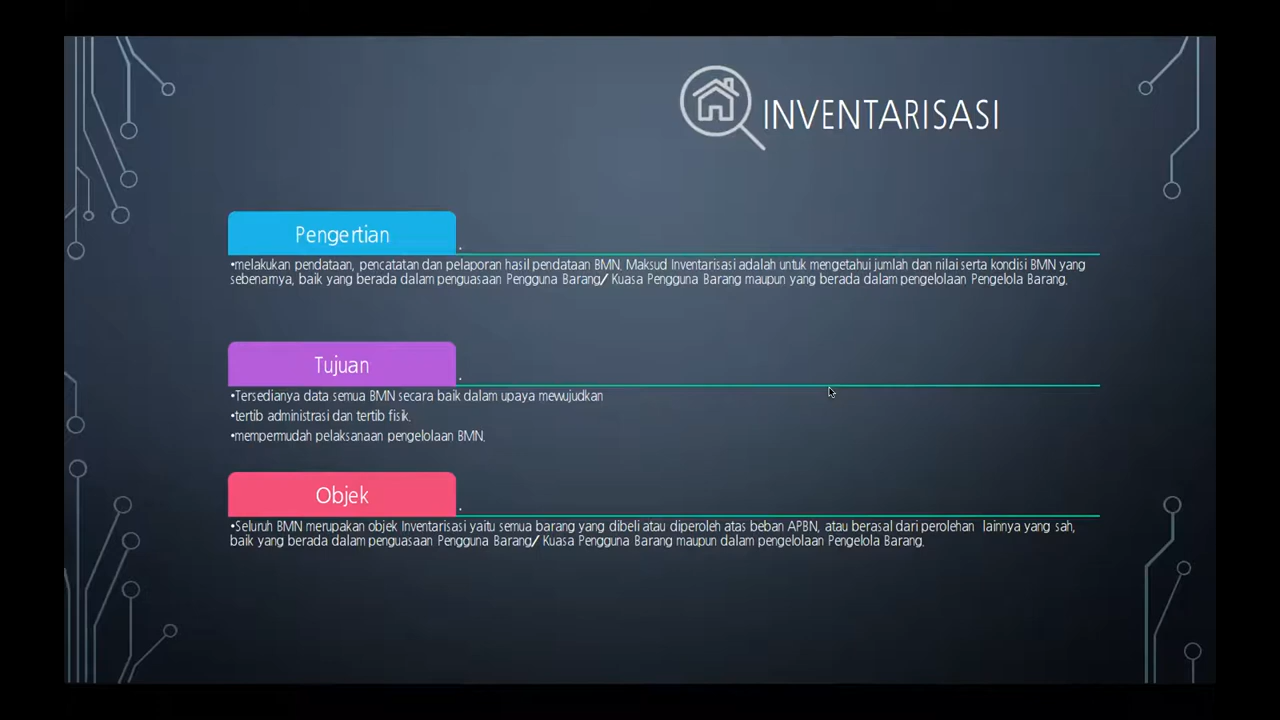 INVENTARISASI
Pengertian
•melakukan pendataan, pencatatan dan pelaporan hasil pendataan BMN. Maksud Inventarisasi adalah untuk mengetahui jumlah dan nilai serta kondisi BMN yang
sebenarnya, baik yang berada dalam penguasaan Pengguna Barang/ Kuasa Pengguna Barang maupun yang berada dalam pengelolaan Pengelola Barang.
Tujuan
•Tersedianya data semua BMN secara baik dalam upaya mewujudkan
•tertib administrasi dan tertib fisik.
•mempermudah pelaksanaan pengelolaan BMN.
Objek
•Seluruh BMN merupakan objek Inventarisasi yaitu semua barang yang dibeli atau diperoleh atas beban APBN, atau berasal dari perolehan lainnya yang sah,
baik yang berada dalam penguasaan Pengguna Barang/ Kuasa Pengguna Barang maupun dalam pengelolaan Pengelola Barang.